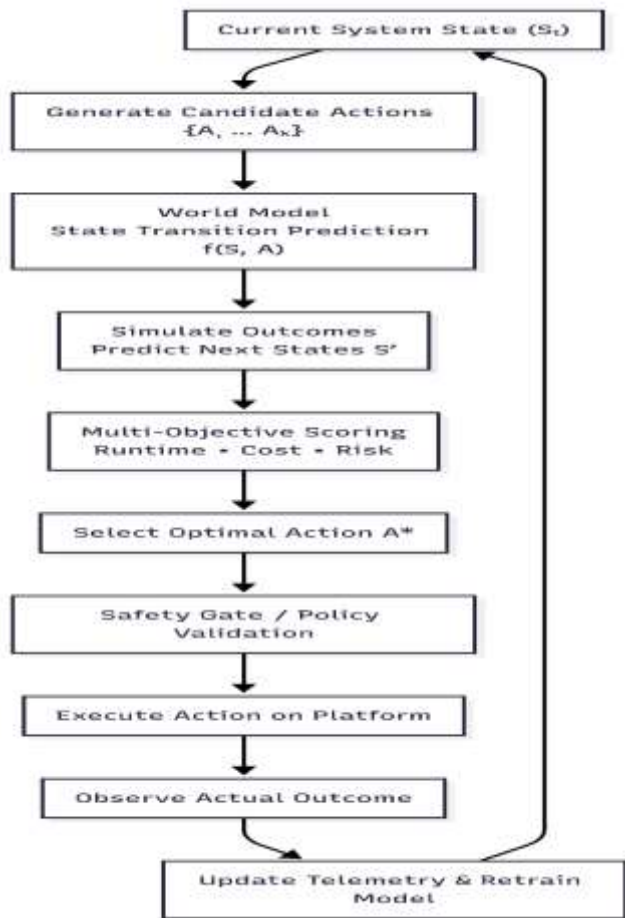 Current System State (Sₜ)
Generate Candidate Actions
{A, ... Aₖ}
World Model
State Transition Prediction
f(S, A)
Simulate Outcomes
Predict Next States S′
Multi-Objective Scoring
Runtime • Cost • Risk
Select Optimal Action A*
Safety Gate / Policy
Validation
Execute Action on Platform
Observe Actual Outcome
Update Telemetry & Retrain
Model